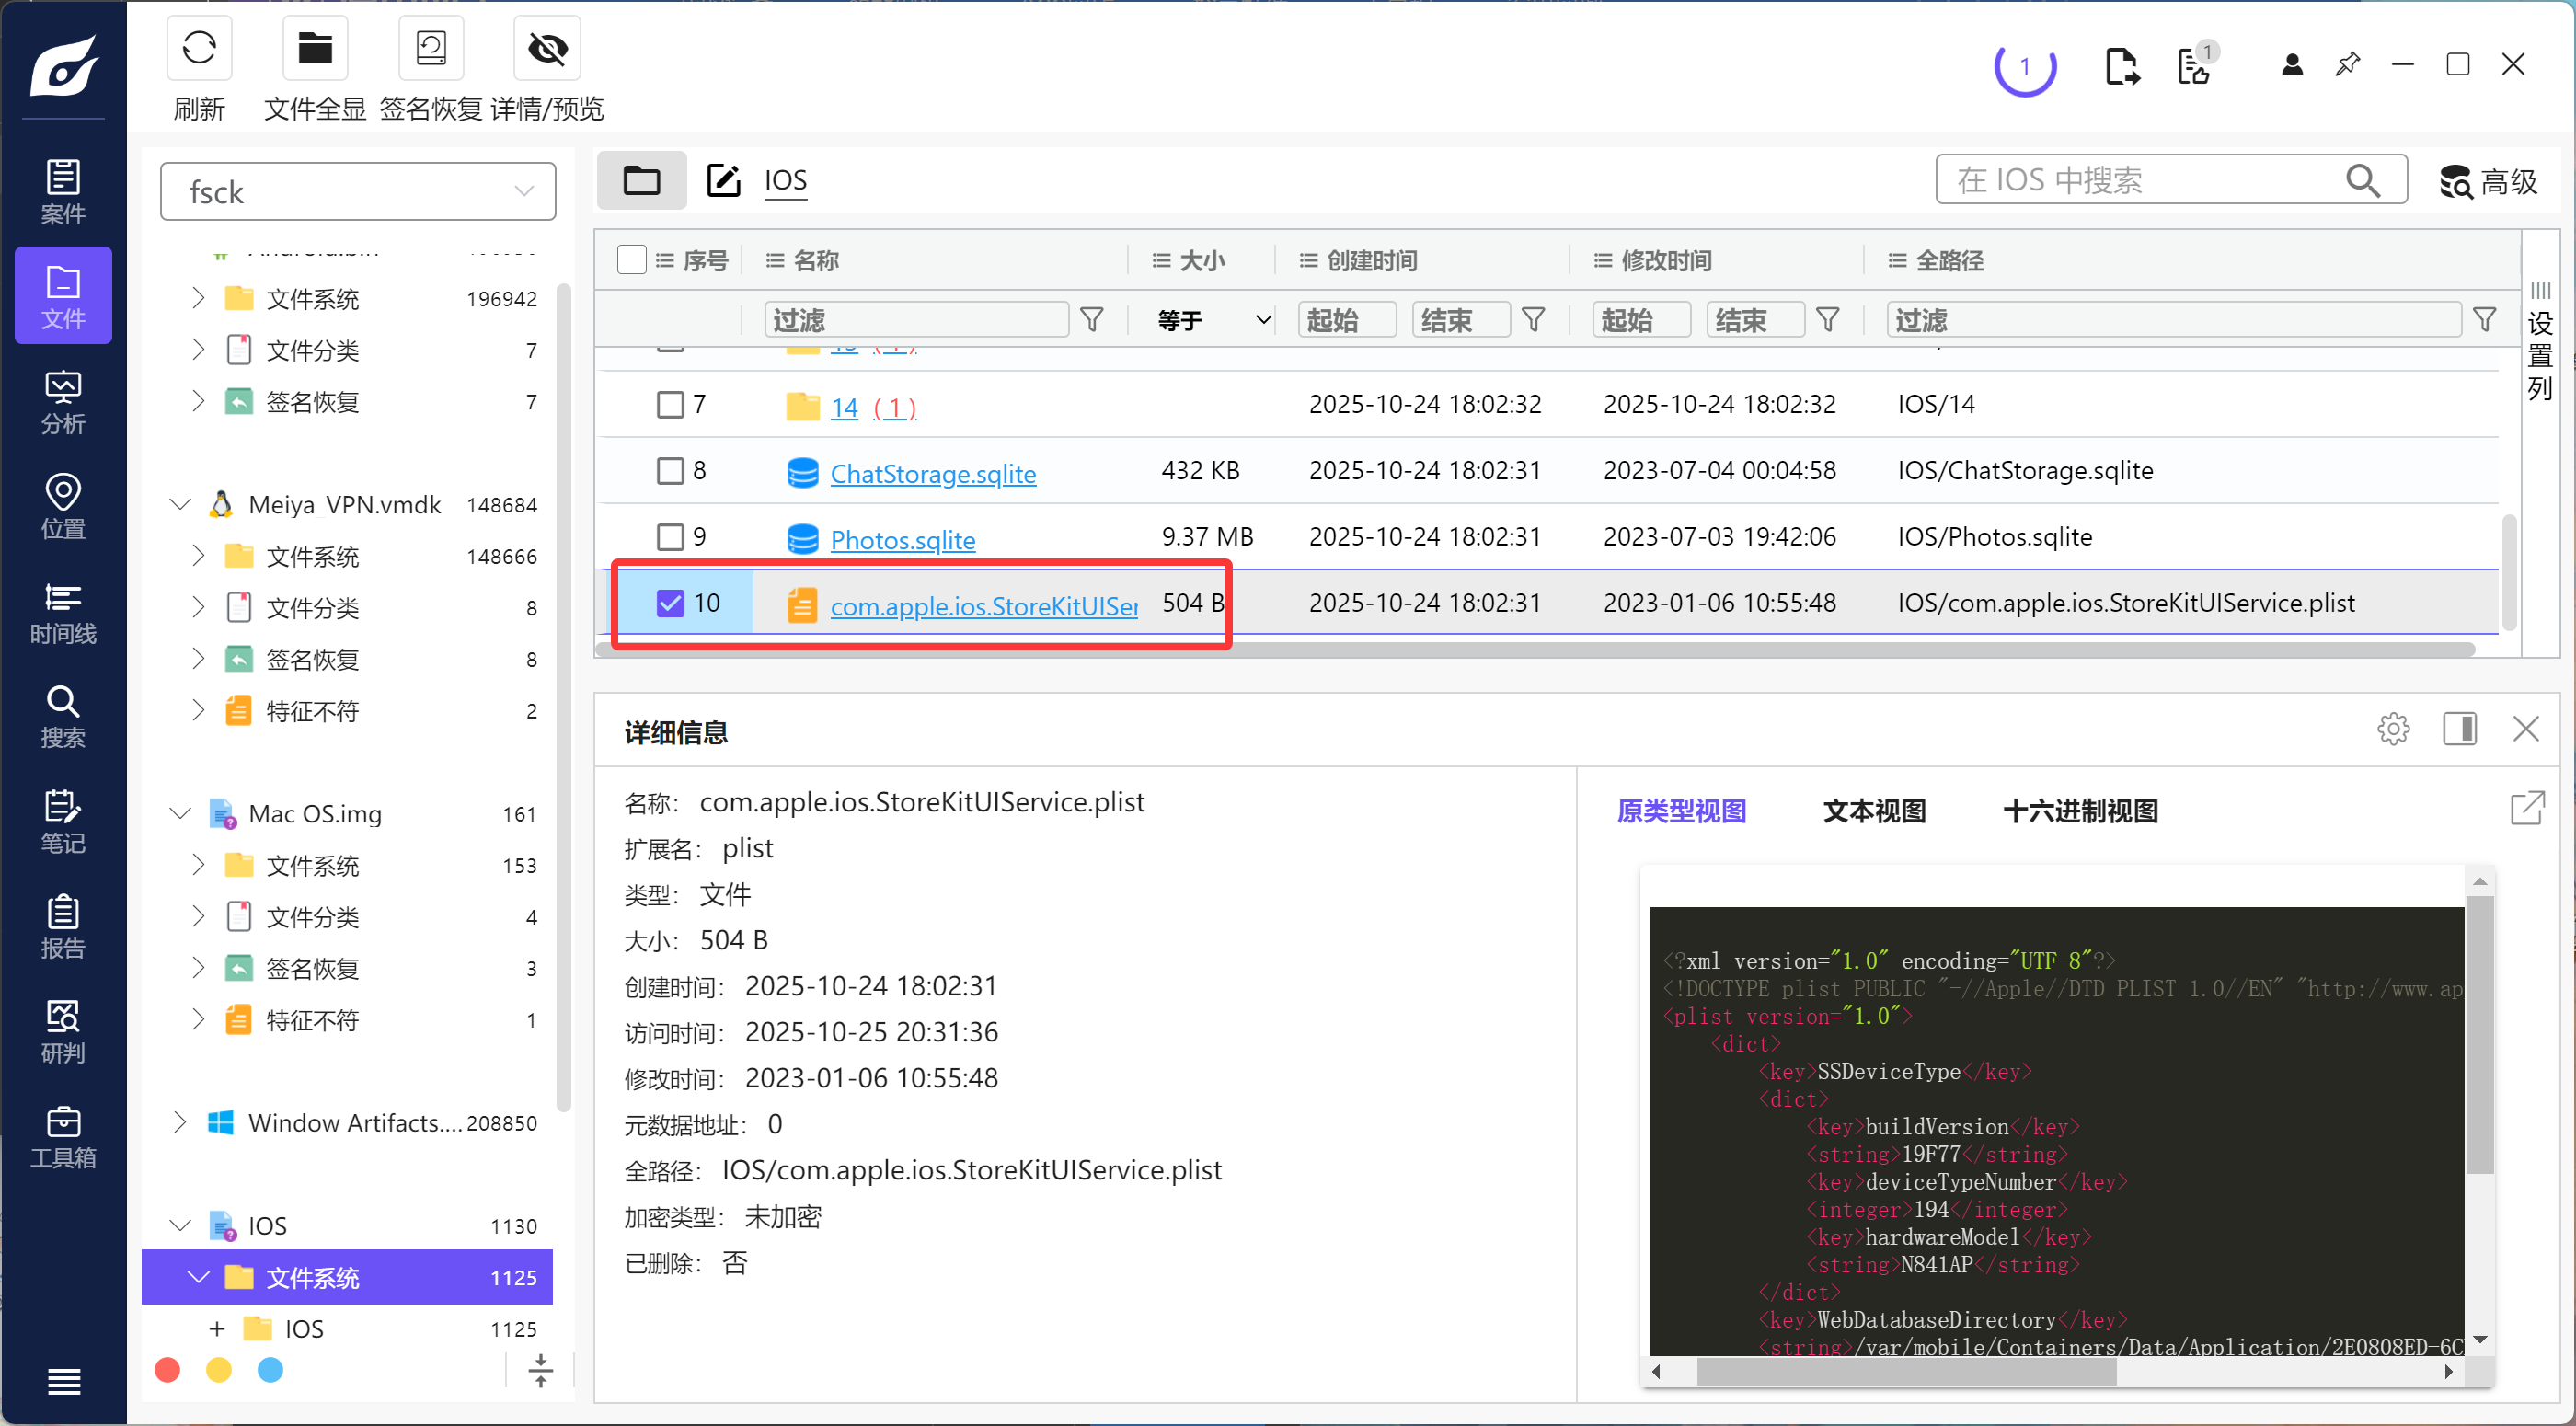 刷新 文件全显 签名恢复 详情/预览
1
1
案件
文件
分析
位置
时间线
搜索
笔记
报告
研判
工具箱
fsck
文件系统 196942
文件分类 7
签名恢复 7
Meiya VPN.vmdk 148684
文件系统 148666
文件分类 8
签名恢复 8
特征不符 2
Mac OS.img 161
文件系统 153
文件分类 4
签名恢复 3
特征不符 1
Window Artifacts.... 208850
IOS 1130
文件系统 1125
IOS 1125
IOS
在 IOS 中搜索
高级
序号 名称 大小 创建时间 修改时间 全路径
过滤 等于 起始 结束 起始 结束 过滤
设置列
7 14 ( 1 ) 2025-10-24 18:02:32 2025-10-24 18:02:32 IOS/14
8 ChatStorage.sqlite 432 KB 2025-10-24 18:02:31 2023-07-04 00:04:58 IOS/ChatStorage.sqlite
9 Photos.sqlite 9.37 MB 2025-10-24 18:02:31 2023-07-03 19:42:06 IOS/Photos.sqlite
10 com.apple.ios.StoreKitUISer 504 B 2025-10-24 18:02:31 2023-01-06 10:55:48 IOS/com.apple.ios.StoreKitUIService.plist
详细信息
名称: com.apple.ios.StoreKitUIService.plist
扩展名: plist
类型: 文件
大小: 504 B
创建时间: 2025-10-24 18:02:31
访问时间: 2025-10-25 20:31:36
修改时间: 2023-01-06 10:55:48
元数据地址: 0
全路径: IOS/com.apple.ios.StoreKitUIService.plist
加密类型: 未加密
已删除: 否
原类型视图 文本视图 十六进制视图
<?xml version="1.0" encoding="UTF-8"?>
<!DOCTYPE plist PUBLIC "-//Apple//DTD PLIST 1.0//EN" "http://www.ap
<plist version="1.0">
<dict>
<key>SSDeviceType</key>
<dict>
<key>buildVersion</key>
<string>19F77</string>
<key>deviceTypeNumber</key>
<integer>194</integer>
<key>hardwareModel</key>
<string>N841AP</string>
</dict>
<key>WebDatabaseDirectory</key>
<string>/var/mobile/Containers/Data/Application/2E0808ED-6C